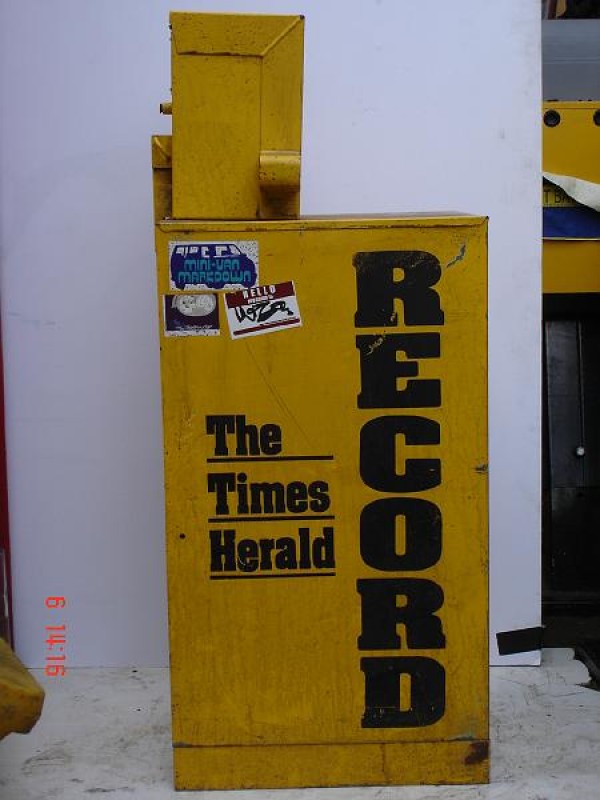 MINI-VAN
MARKDOWN
HELLO
The
Times
Herald
RECORD
6 14:16